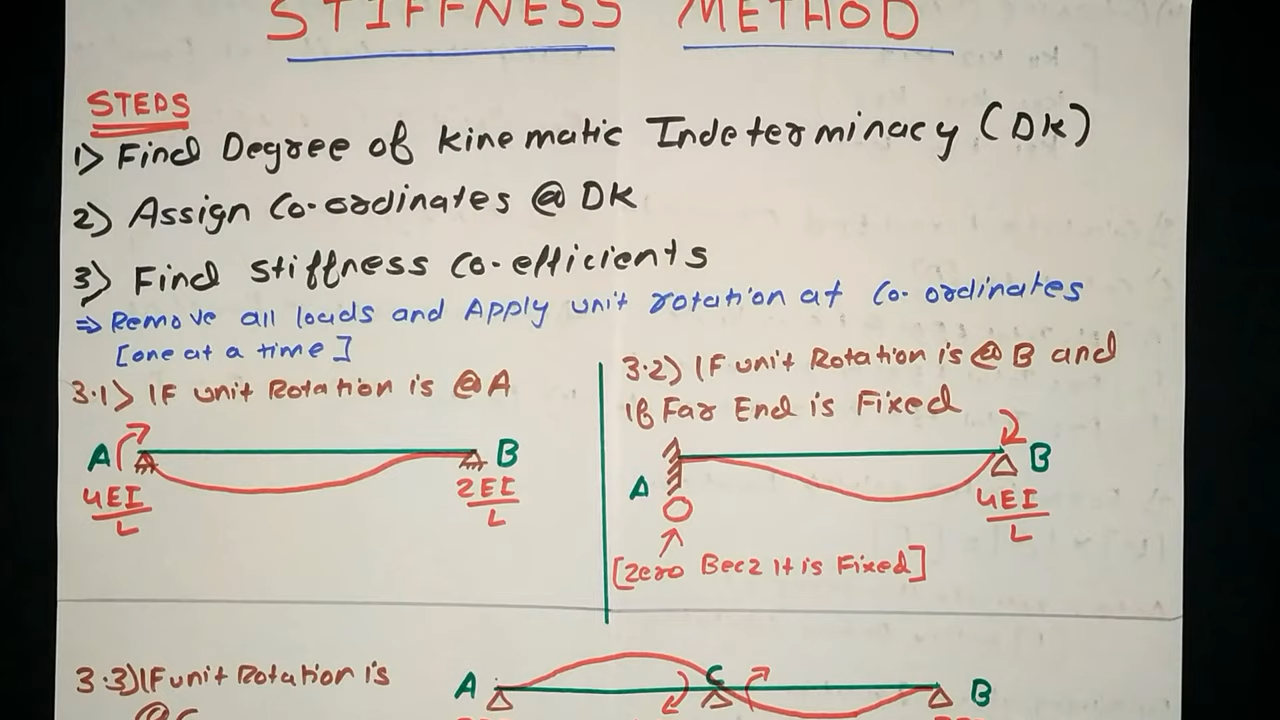 STIFFNESS METHOD
STEPS
1) Find Degree of Kinematic Indeterminacy (DK)
2) Assign Co-ordinates @ DK
3) Find stiffness Co-efficients
⇒ Remove all loads and Apply unit rotation at Co-ordinates
[one at a time]
3.1) IF unit Rotation is @ A
A B
4EI/L 2EI/L
3.2) IF unit Rotation is @ B and
if Far End is Fixed
A B
0 4EI/L
[Zero Becz it is Fixed]
3.3) IF unit Rotation is
@ C
A C B